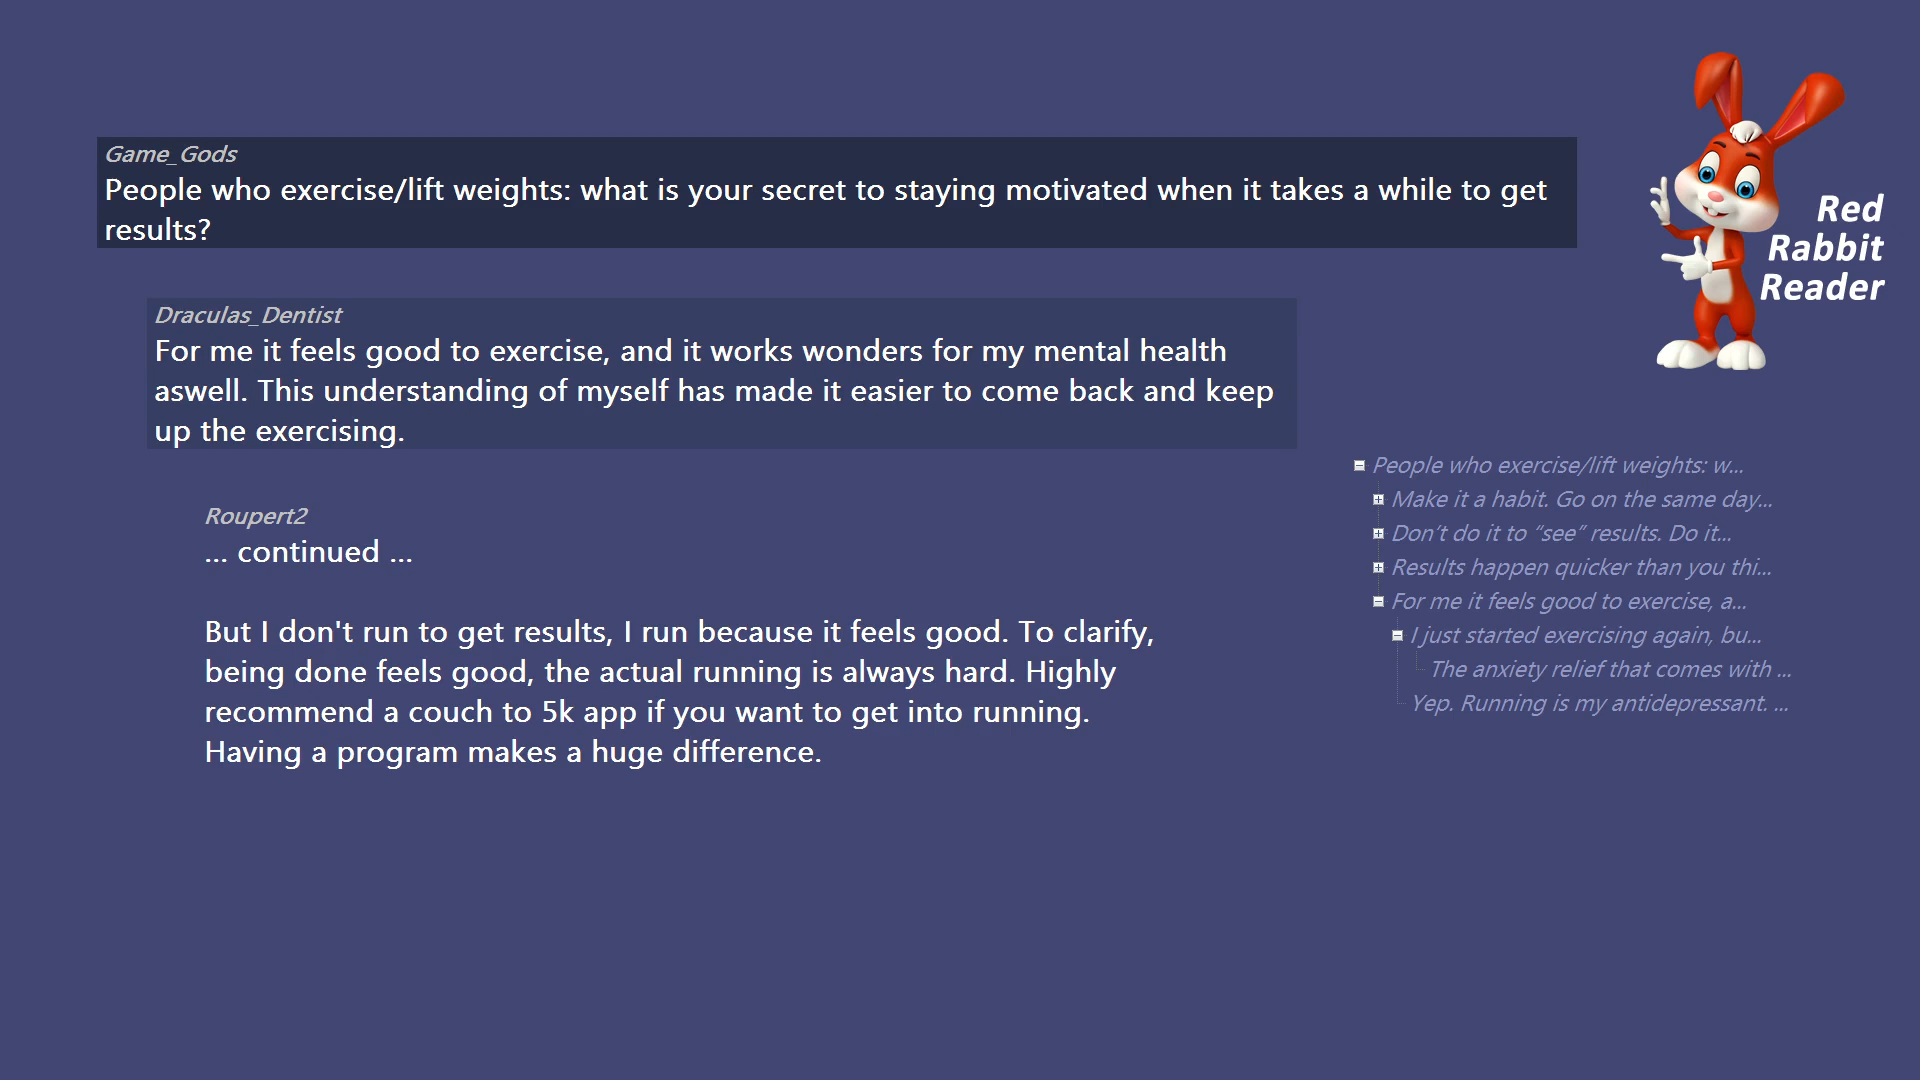 Game_Gods
People who exercise/lift weights: what is your secret to staying motivated when it takes a while to get
results?
Draculas_Dentist
For me it feels good to exercise, and it works wonders for my mental health
aswell. This understanding of myself has made it easier to come back and keep
up the exercising.
Roupert2
... continued ...
But I don't run to get results, I run because it feels good. To clarify,
being done feels good, the actual running is always hard. Highly
recommend a couch to 5k app if you want to get into running.
Having a program makes a huge difference.
Red
Rabbit
Reader
People who exercise/lift weights: w...
Make it a habit. Go on the same day...
Don’t do it to “see” results. Do it...
Results happen quicker than you thi...
For me it feels good to exercise, a...
I just started exercising again, bu...
The anxiety relief that comes with ...
Yep. Running is my antidepressant. ...